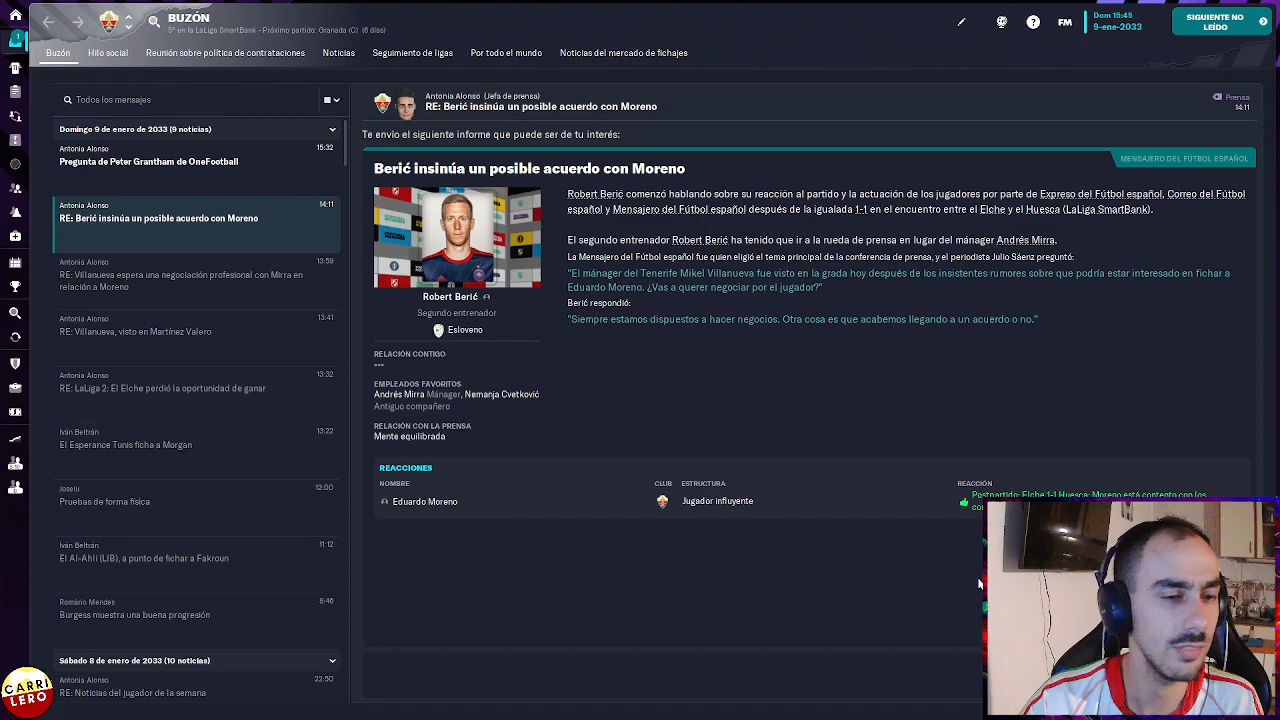 BUZÓN
5º en la LaLiga SmartBank - Próximo partido: Granada (C) (6 días)
FM
Dom 15:45
9-ene-2033
SIGUIENTE NO
LEÍDO
1
Buzón
Hilo social
Reunión sobre política de contrataciones
Noticias
Seguimiento de ligas
Por todo el mundo
Noticias del mercado de fichajes
Todos los mensajes
Domingo 9 de enero de 2033 (9 noticias)
Antonia Alonso
15:32
Pregunta de Peter Grantham de OneFootball
Antonia Alonso
14:11
RE: Berić insinúa un posible acuerdo con Moreno
Antonia Alonso
13:59
RE: Villanueva espera una negociación profesional con Mirra en
relación a Moreno
Antonia Alonso
13:41
RE: Villanueva, visto en Martínez Valero
Antonia Alonso
13:32
RE: LaLiga 2: El Elche perdió la oportunidad de ganar
Iván Beltrán
13:22
El Esperance Tunis ficha a Morgan
Joselu
12:00
Pruebas de forma física
Iván Beltrán
11:12
El Al-Ahli (LIB), a punto de fichar a Fakroun
Romário Mendes
8:46
Burgess muestra una buena progresión
Sábado 8 de enero de 2033 (10 noticias)
Antonia Alonso
22:50
RE: Noticias del jugador de la semana
Antonia Alonso (Jefa de prensa)
RE: Berić insinúa un posible acuerdo con Moreno
Prensa
14:11
Te envío el siguiente informe que puede ser de tu interés:
MENSAJERO DEL FÚTBOL ESPAÑOL
Berić insinúa un posible acuerdo con Moreno
Robert Berić
Segundo entrenador
Esloveno
RELACIÓN CONTIGO
---
EMPLEADOS FAVORITOS
Andrés Mirra Mánager, Nemanja Cvetković
Antiguo compañero
RELACIÓN CON LA PRENSA
Mente equilibrada
Robert Berić comenzó hablando sobre su reacción al partido y la actuación de los jugadores por parte de Expreso del Fútbol español, Correo del Fútbol
español y Mensajero del Fútbol español después de la igualada 1-1 en el encuentro entre el Elche y el Huesca (LaLiga SmartBank)
El segundo entrenador Robert Berić ha tenido que ir a la rueda de prensa en lugar del mánager Andrés Mirra.
La Mensajero del Fútbol español fue quien eligió el tema principal de la conferencia de prensa, y el periodista Julio Sáenz preguntó:
"El mánager del Tenerife Mikel Villanueva fue visto en la grada hoy después de los insistentes rumores sobre que podría estar interesado en fichar a
Eduardo Moreno. ¿Vas a querer negociar por el jugador?"
Berić respondió:
"Siempre estamos dispuestos a hacer negocios. Otra cosa es que acabemos llegando a un acuerdo o no."
REACCIONES
NOMBRE
CLUB
ESTRUCTURA
REACCIÓN
Eduardo Moreno
Jugador influyente
Postpartido: Elche 1-1 Huesca: Moreno está contento con los
CARRI
LERO